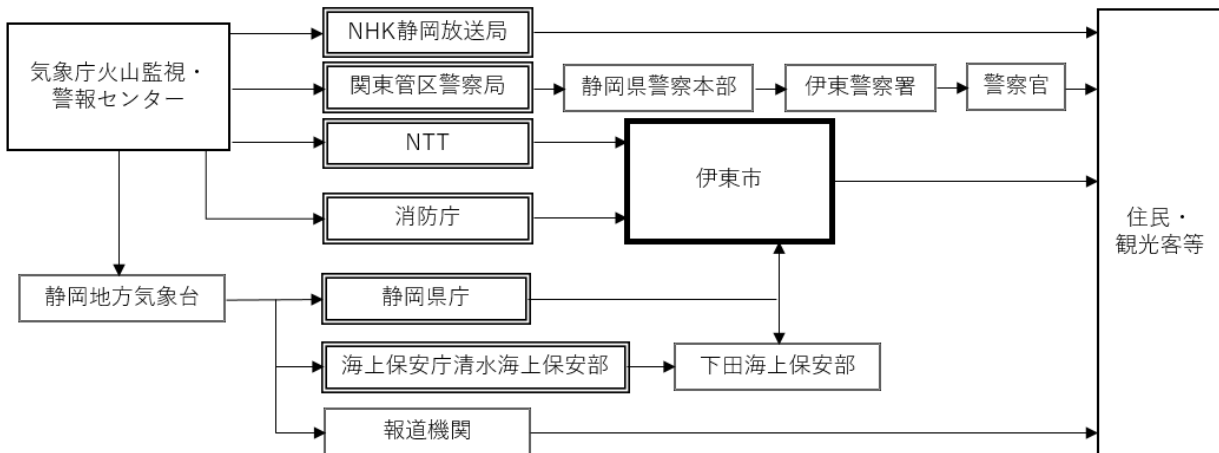 気象庁火山監視・
警報センター
NHK静岡放送局
関東管区警察局
静岡県警察本部
伊東警察署
警察官
NTT
伊東市
消防庁
住民・
観光客等
静岡地方気象台
静岡県庁
海上保安庁清水海上保安部
下田海上保安部
報道機関